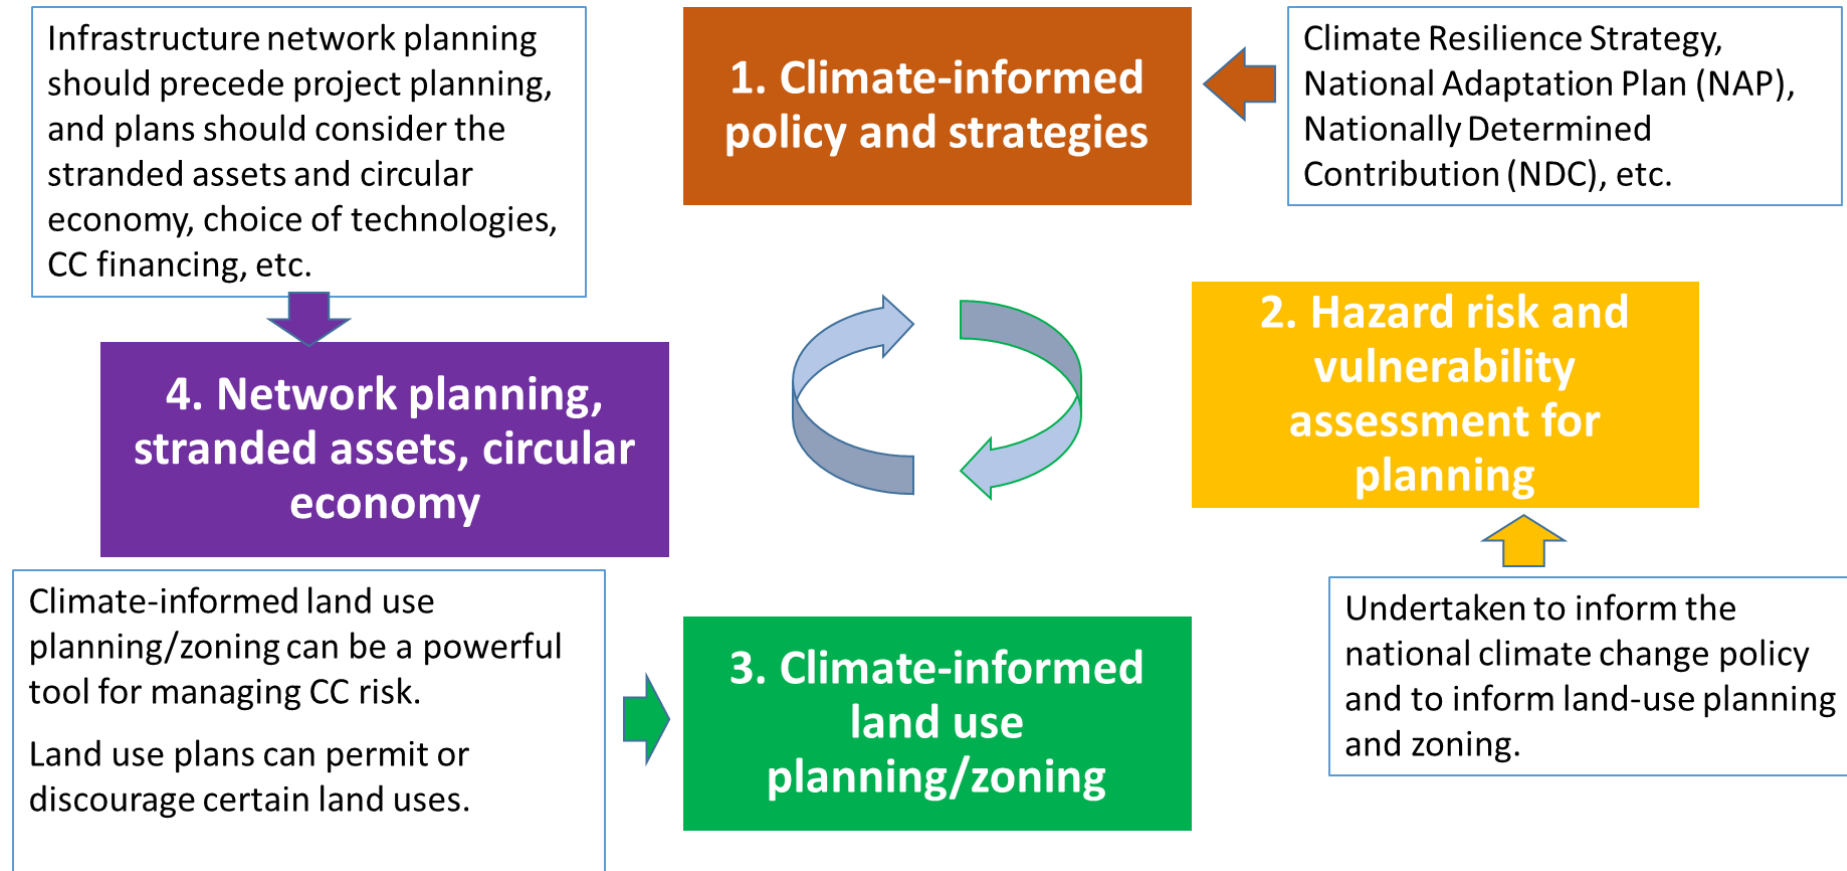 Infrastructure network planning
should precede project planning,
and plans should consider the
stranded assets and circular
economy, choice of technologies,
CC financing, etc.
1. Climate-informed
policy and strategies
Climate Resilience Strategy,
National Adaptation Plan (NAP),
Nationally Determined
Contribution (NDC), etc.
2. Hazard risk and
vulnerability
assessment for
planning
4. Network planning,
stranded assets, circular
economy
Climate-informed land use
planning/zoning can be a powerful
tool for managing CC risk.
Land use plans can permit or
discourage certain land uses.
3. Climate-informed
land use
planning/zoning
Undertaken to inform the
national climate change policy
and to inform land-use planning
and zoning.